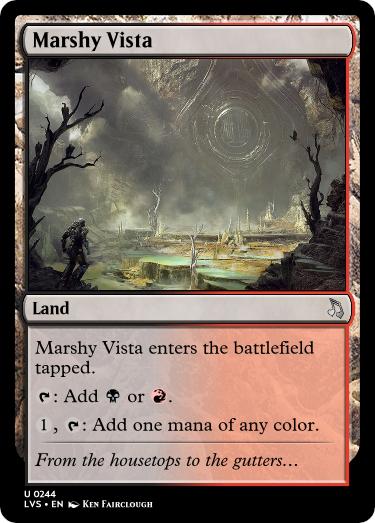 Marshy Vista
Land
Marshy Vista enters the battlefield
tapped.
: Add or .
1 , : Add one mana of any color.
From the housetops to the gutters…
U 0244
LVS • EN Ken Fairclough